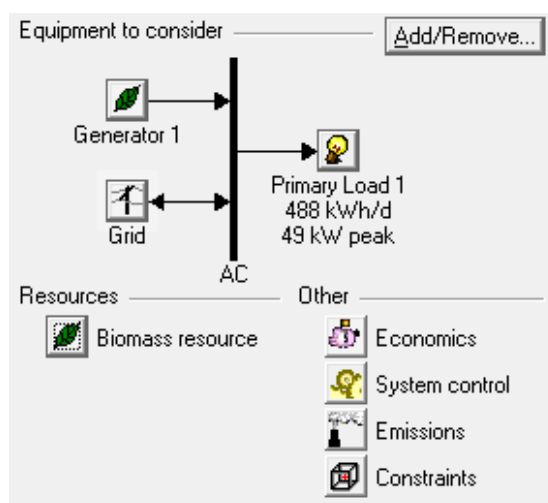 Equipment to consider
Add/Remove...
Generator 1
Primary Load 1
488 kWh/d
49 kW peak
Grid
AC
Resources
Other
Biomass resource
Economics
System control
Emissions
Constraints